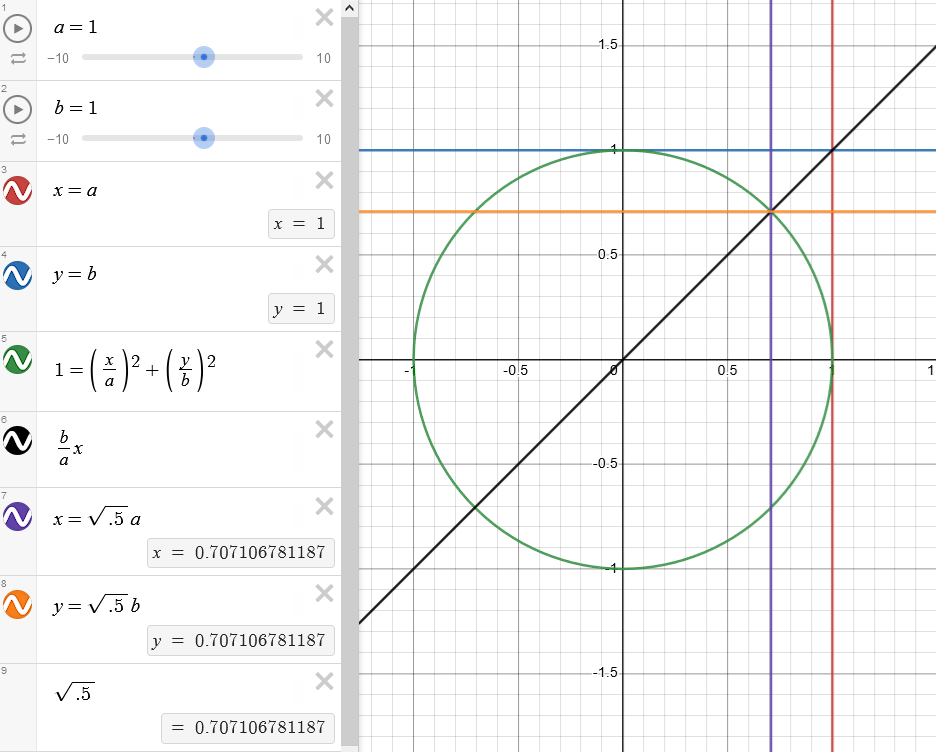 1
a = 1
-10 10
2
b = 1
-10 10
3
x = a
x = 1
4
y = b
y = 1
5
1 = (x/a)² + (y/b)²
6
b/a x
7
x = √.5 a
x = 0.707106781187
8
y = √.5 b
y = 0.707106781187
9
√.5
= 0.707106781187
1.5
1
0.5
-1 -0.5 0 0.5 1 1
-0.5
-1
-1.5